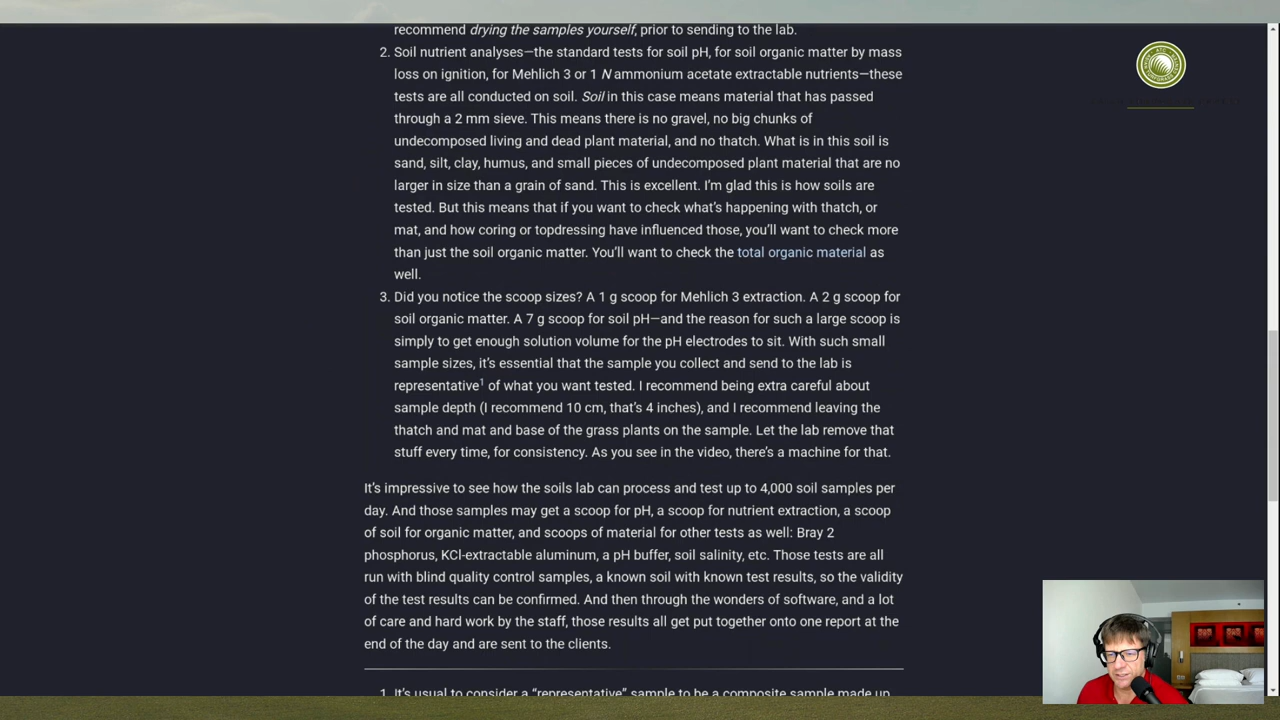 recommend drying the samples yourself, prior to sending to the lab.
2. Soil nutrient analyses—the standard tests for soil pH, for soil organic matter by mass
loss on ignition, for Mehlich 3 or 1 N ammonium acetate extractable nutrients—these
tests are all conducted on soil. Soil in this case means material that has passed
through a 2 mm sieve. This means there is no gravel, no big chunks of
undecomposed living and dead plant material, and no thatch. What is in this soil is
sand, silt, clay, humus, and small pieces of undecomposed plant material that are no
larger in size than a grain of sand. This is excellent. I’m glad this is how soils are
tested. But this means that if you want to check what’s happening with thatch, or
mat, and how coring or topdressing have influenced those, you’ll want to check more
than just the soil organic matter. You’ll want to check the total organic material as
well.
3. Did you notice the scoop sizes? A 1 g scoop for Mehlich 3 extraction. A 2 g scoop for
soil organic matter. A 7 g scoop for soil pH—and the reason for such a large scoop is
simply to get enough solution volume for the pH electrodes to sit. With such small
sample sizes, it’s essential that the sample you collect and send to the lab is
representative1 of what you want tested. I recommend being extra careful about
sample depth (I recommend 10 cm, that’s 4 inches), and I recommend leaving the
thatch and mat and base of the grass plants on the sample. Let the lab remove that
stuff every time, for consistency. As you see in the video, there’s a machine for that.
It’s impressive to see how the soils lab can process and test up to 4,000 soil samples per
day. And those samples may get a scoop for pH, a scoop for nutrient extraction, a scoop
of soil for organic matter, and scoops of material for other tests as well: Bray 2
phosphorus, KCl-extractable aluminum, a pH buffer, soil salinity, etc. Those tests are all
run with blind quality control samples, a known soil with known test results, so the validity
of the test results can be confirmed. And then through the wonders of software, and a lot
of care and hard work by the staff, those results all get put together onto one report at the
end of the day and are sent to the clients.
1. It’s usual to consider a “representative” sample to be a composite sample made up